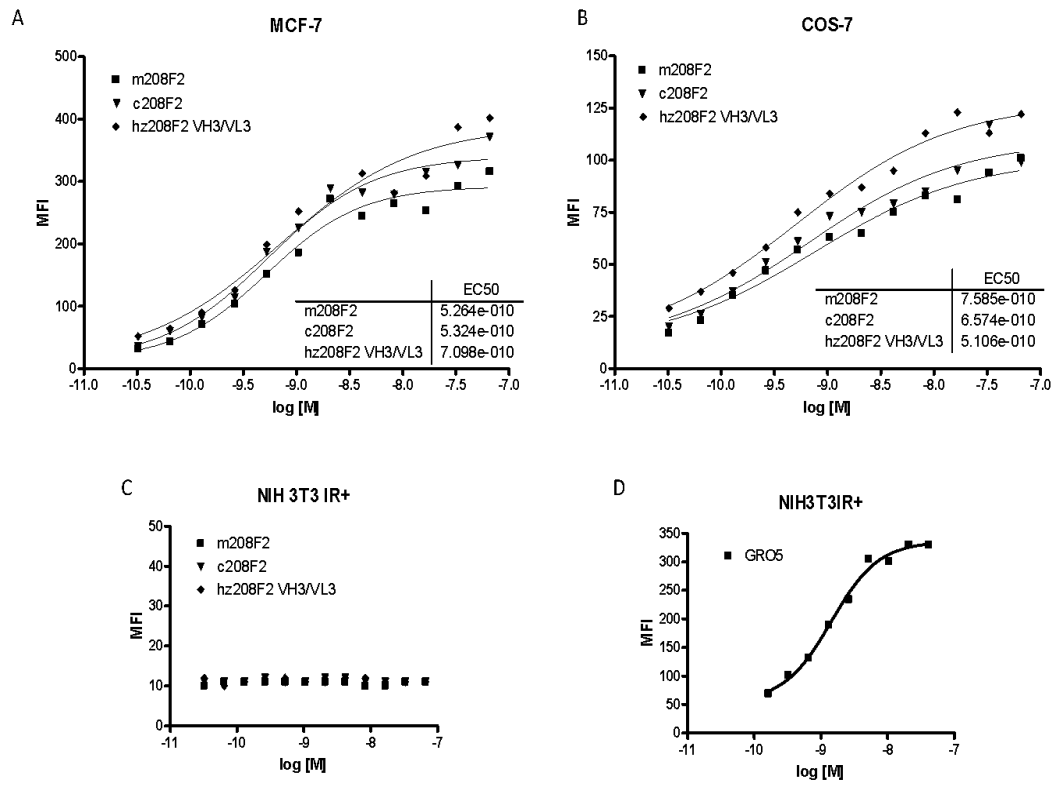 A
MCF-7
500
400
300
200
100
0
MFI
m208F2
c208F2
hz208F2 VH3/VL3
EC50
m208F2 5.264e-010
c208F2 5.324e-010
hz208F2 VH3/VL3 7.098e-010
-11.0 -10.5 -10.0 -9.5 -9.0 -8.5 -8.0 -7.5 -7.0
log [M]
B
COS-7
150
125
100
75
50
25
0
MFI
m208F2
c208F2
hz208F2 VH3/VL3
EC50
m208F2 7.585e-010
c208F2 6.574e-010
hz208F2 VH3/VL3 5.106e-010
-11.0 -10.5 -10.0 -9.5 -9.0 -8.5 -8.0 -7.5 -7.0
log [M]
C
NIH 3T3 IR+
50
40
30
20
10
0
MFI
m208F2
c208F2
hz208F2 VH3/VL3
-11 -10 -9 -8 -7
log [M]
D
NIH3T3IR+
350
300
250
200
150
100
50
0
MFI
GRO5
-11 -10 -9 -8 -7
log [M]